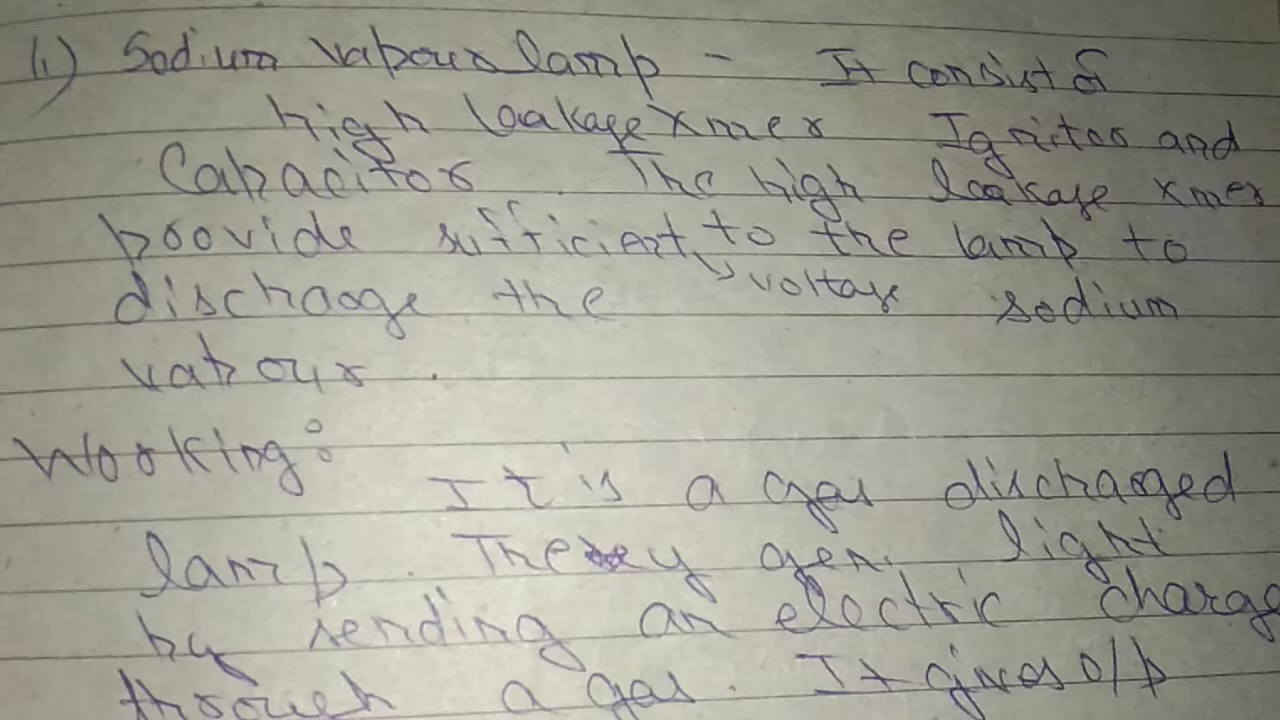 (1) Sodium vapour lamp - It consist of
high leakage xmer Ignitor and
Capacitor. The high leakage xmer
provide sufficient voltage to the lamp to
discharge the sodium
vapour.
Working:
It is a gas discharged
lamp. They gen. light
by sending an electric charge
through a gas. It gives o/p